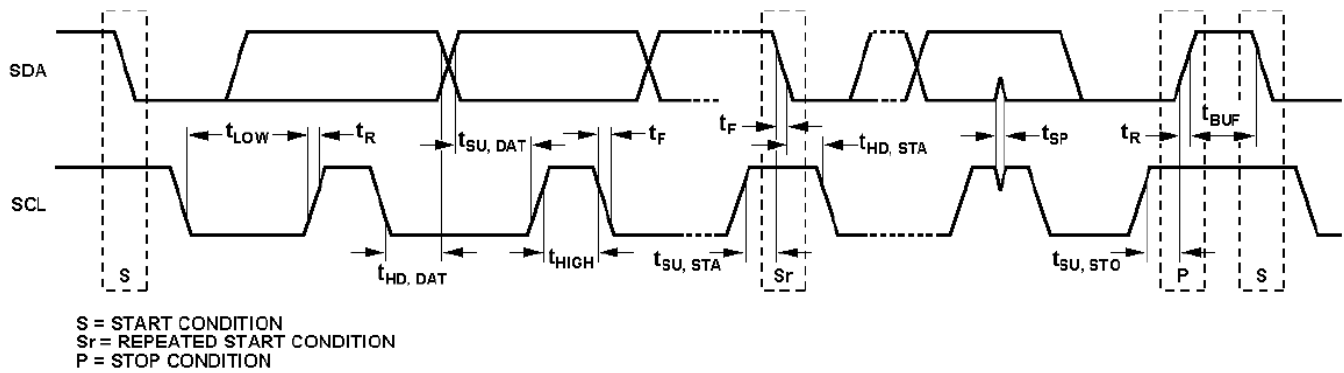 SDA
tLOW
tR
tSU, DAT
tF
tF
tHD, STA
tSP
tR
tBUF
SCL
tHD, DAT
tHIGH
tSU, STA
tSU, STO
S
Sr
P
S
S = START CONDITION
Sr = REPEATED START CONDITION
P = STOP CONDITION